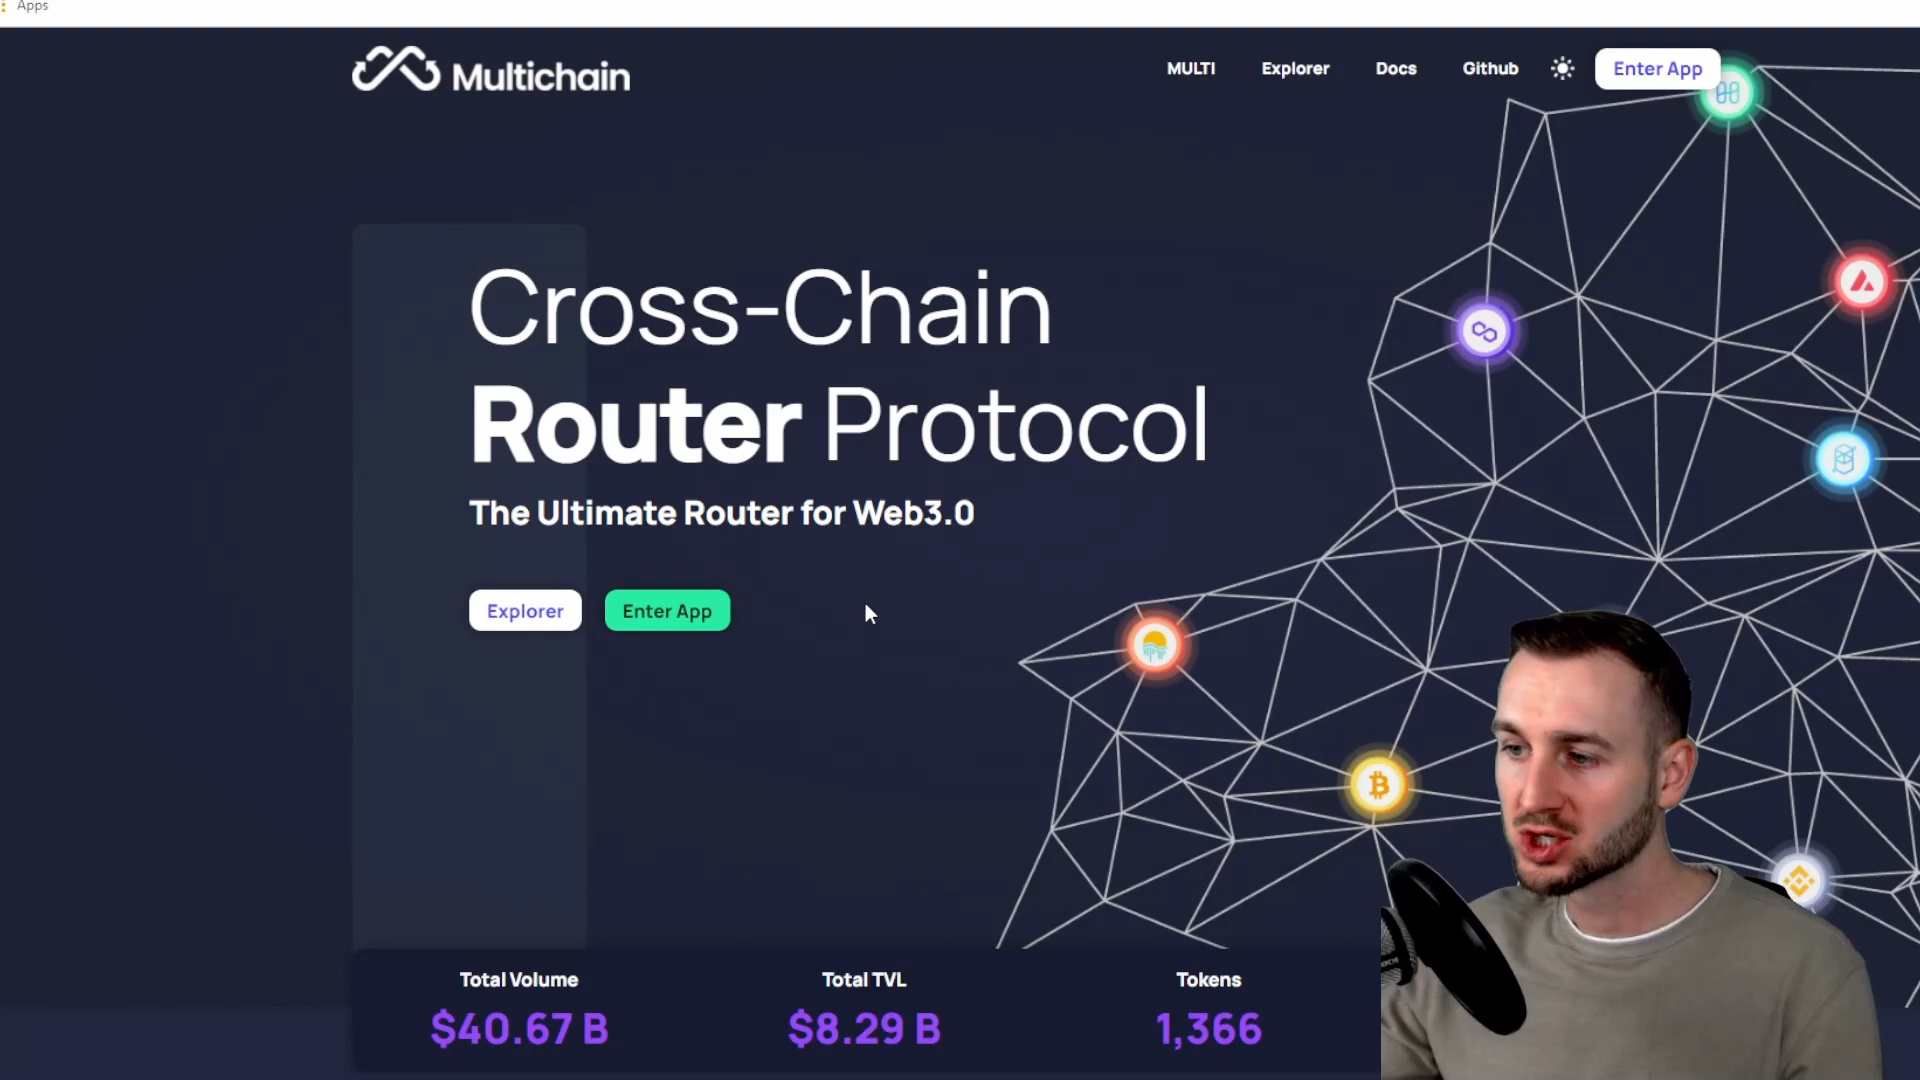 Apps
Multichain
MULTI Explorer Docs Github Enter App
Cross-Chain
Router Protocol
The Ultimate Router for Web3.0
Explorer Enter App
Total Volume Total TVL Tokens
$40.67 B $8.29 B 1,366